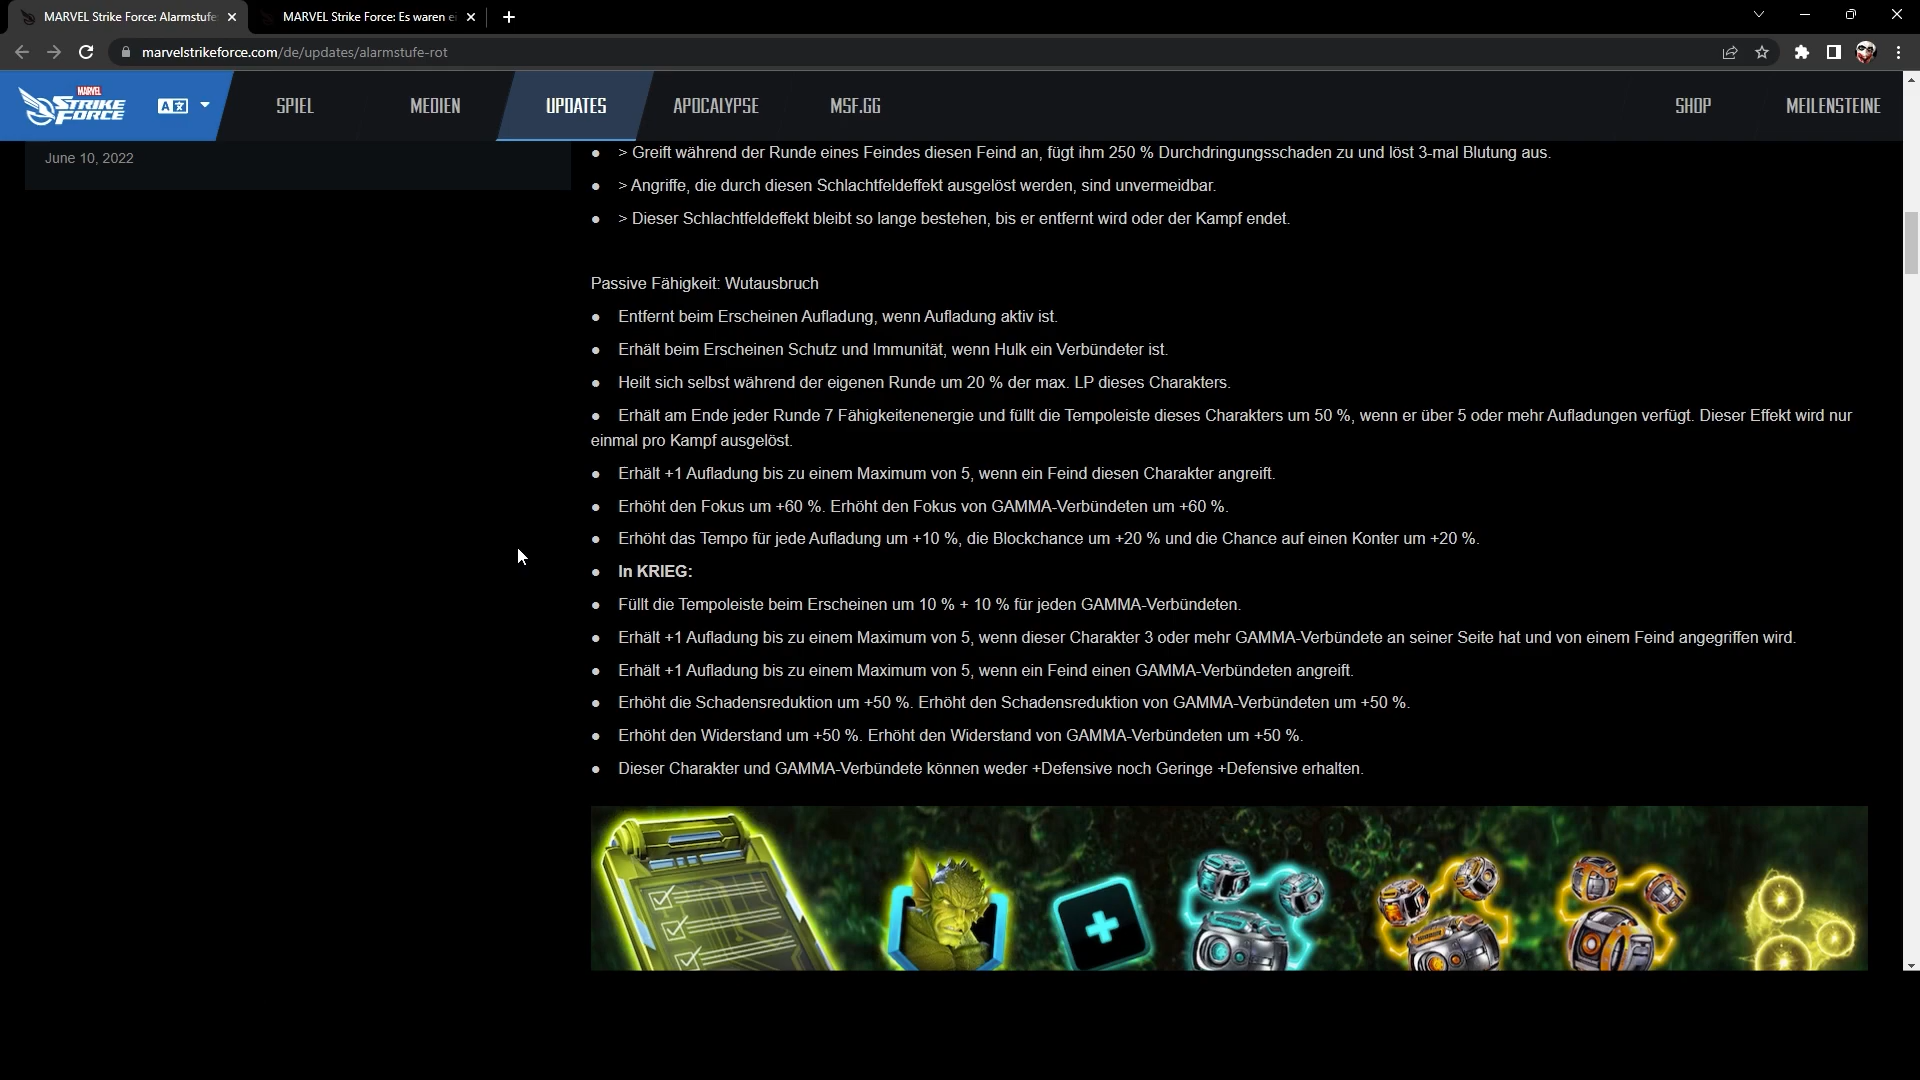 MARVEL Strike Force: Alarmstufe
MARVEL Strike Force: Es waren ei
marvelstrikeforce.com/de/updates/alarmstufe-rot
MARVEL
STRIKE
FORCE
SPIEL
MEDIEN
UPDATES
APOCALYPSE
MSF.GG
SHOP
MEILENSTEINE
June 10, 2022
● > Greift während der Runde eines Feindes diesen Feind an, fügt ihm 250 % Durchdringungsschaden zu und löst 3-mal Blutung aus.
● > Angriffe, die durch diesen Schlachtfeldeffekt ausgelöst werden, sind unvermeidbar.
● > Dieser Schlachtfeldeffekt bleibt so lange bestehen, bis er entfernt wird oder der Kampf endet.
Passive Fähigkeit: Wutausbruch
● Entfernt beim Erscheinen Aufladung, wenn Aufladung aktiv ist.
● Erhält beim Erscheinen Schutz und Immunität, wenn Hulk ein Verbündeter ist.
● Heilt sich selbst während der eigenen Runde um 20 % der max. LP dieses Charakters.
● Erhält am Ende jeder Runde 7 Fähigkeitenenergie und füllt die Tempoleiste dieses Charakters um 50 %, wenn er über 5 oder mehr Aufladungen verfügt. Dieser Effekt wird nur
einmal pro Kampf ausgelöst.
● Erhält +1 Aufladung bis zu einem Maximum von 5, wenn ein Feind diesen Charakter angreift.
● Erhöht den Fokus um +60 %. Erhöht den Fokus von GAMMA-Verbündeten um +60 %.
● Erhöht das Tempo für jede Aufladung um +10 %, die Blockchance um +20 % und die Chance auf einen Konter um +20 %.
● In KRIEG:
● Füllt die Tempoleiste beim Erscheinen um 10 % + 10 % für jeden GAMMA-Verbündeten.
● Erhält +1 Aufladung bis zu einem Maximum von 5, wenn dieser Charakter 3 oder mehr GAMMA-Verbündete an seiner Seite hat und von einem Feind angegriffen wird.
● Erhält +1 Aufladung bis zu einem Maximum von 5, wenn ein Feind einen GAMMA-Verbündeten angreift.
● Erhöht die Schadensreduktion um +50 %. Erhöht den Schadensreduktion von GAMMA-Verbündeten um +50 %.
● Erhöht den Widerstand um +50 %. Erhöht den Widerstand von GAMMA-Verbündeten um +50 %.
● Dieser Charakter und GAMMA-Verbündete können weder +Defensive noch Geringe +Defensive erhalten.